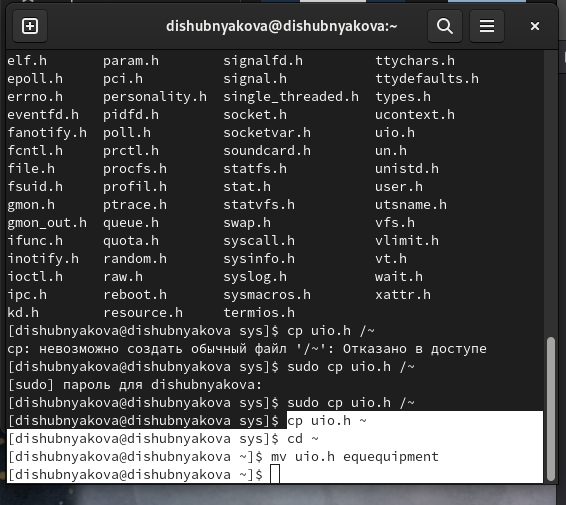 dishubnyakova@dishubnyakova:~
elf.h param.h signalfd.h ttychars.h
epoll.h pci.h signal.h ttydefaults.h
errno.h personality.h single_threaded.h types.h
eventfd.h pidfd.h socket.h ucontext.h
fanotify.h poll.h socketvar.h uio.h
fcntl.h prctl.h soundcard.h un.h
file.h procfs.h statfs.h unistd.h
fsuid.h profil.h stat.h user.h
gmon.h ptrace.h statvfs.h utsname.h
gmon_out.h queue.h swap.h vfs.h
ifunc.h quota.h syscall.h vlimit.h
inotify.h random.h sysinfo.h vt.h
ioctl.h raw.h syslog.h wait.h
ipc.h reboot.h sysmacros.h xattr.h
kd.h resource.h termios.h
[dishubnyakova@dishubnyakova sys]$ cp uio.h /~
cp: невозможно создать обычный файл '/~': Отказано в доступе
[dishubnyakova@dishubnyakova sys]$ sudo cp uio.h /~
[sudo] пароль для dishubnyakova:
[dishubnyakova@dishubnyakova sys]$ sudo cp uio.h /~
[dishubnyakova@dishubnyakova sys]$ cp uio.h ~
[dishubnyakova@dishubnyakova sys]$ cd ~
[dishubnyakova@dishubnyakova ~]$ mv uio.h equequipment
[dishubnyakova@dishubnyakova ~]$